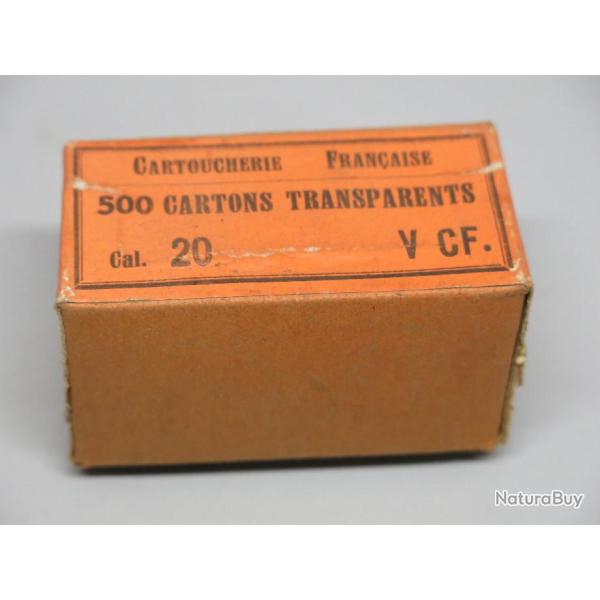 CARTOUCHERIE FRANÇAISE
500 CARTONS TRANSPARENTS
Cal. 20 V CF.
NaturaBuy